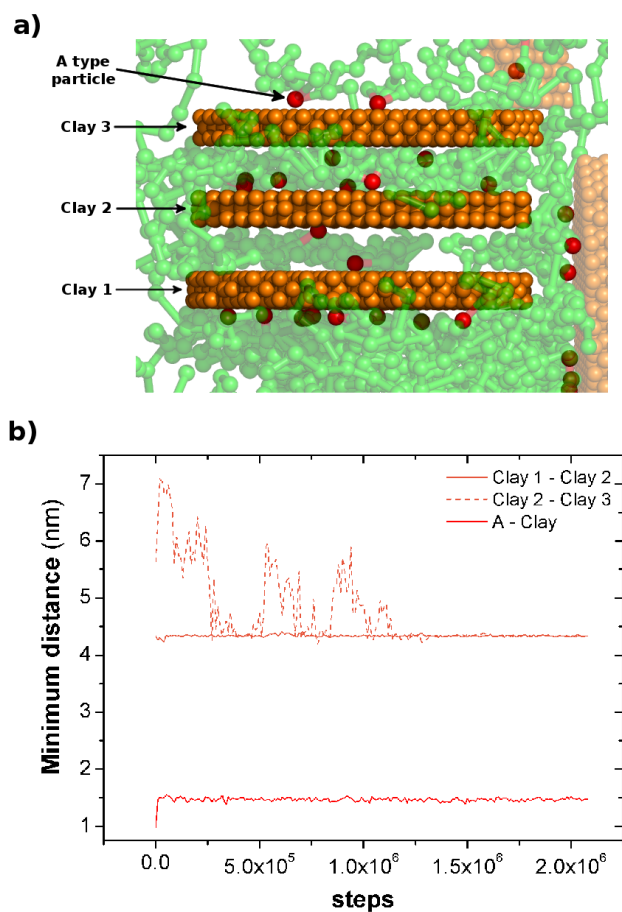 a)
A type
particle
Clay 3
Clay 2
Clay 1
b)
Clay 1 - Clay 2
Clay 2 - Clay 3
A - Clay
Minimum distance (nm)
7
6
5
4
3
2
1
0.0
5.0x10⁵
1.0x10⁶
1.5x10⁶
2.0x10⁶
steps